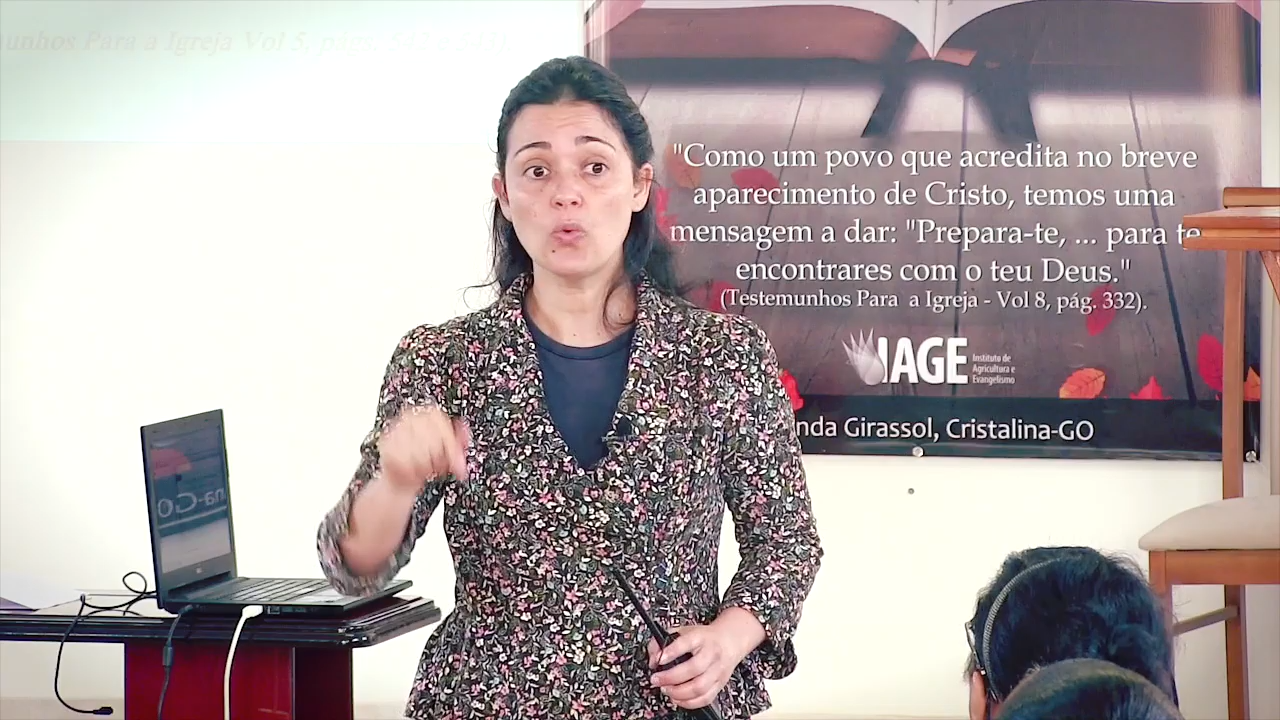 munhos Para a Igreja Vol 5, pág
"Como um povo que acredita no breve
aparecimento de Cristo, temos uma
mensagem a dar: "Prepara-te, ... para te
encontrares com o teu Deus."
(Testemunhos Para a Igreja - Vol 8, pág. 332).
IAGE
Instituto de
Agricultura e
Evangelismo
nda Girassol, Cristalina-GO